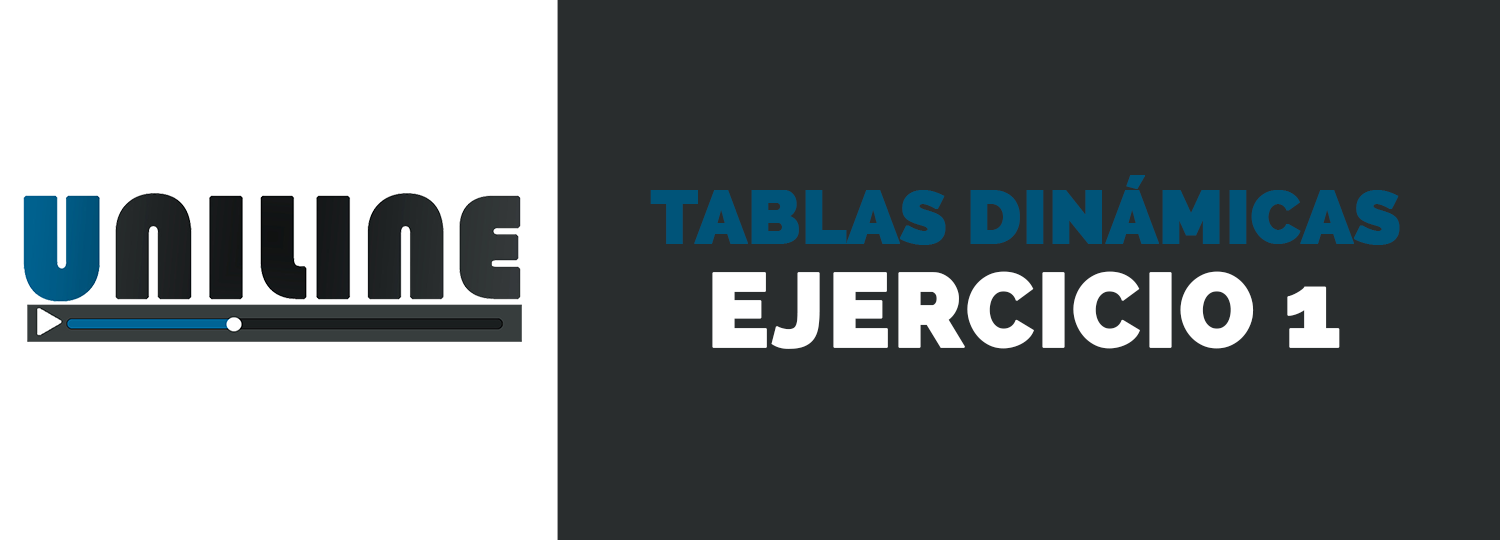 UNILINE
TABLAS DINÁMICAS
EJERCICIO 1